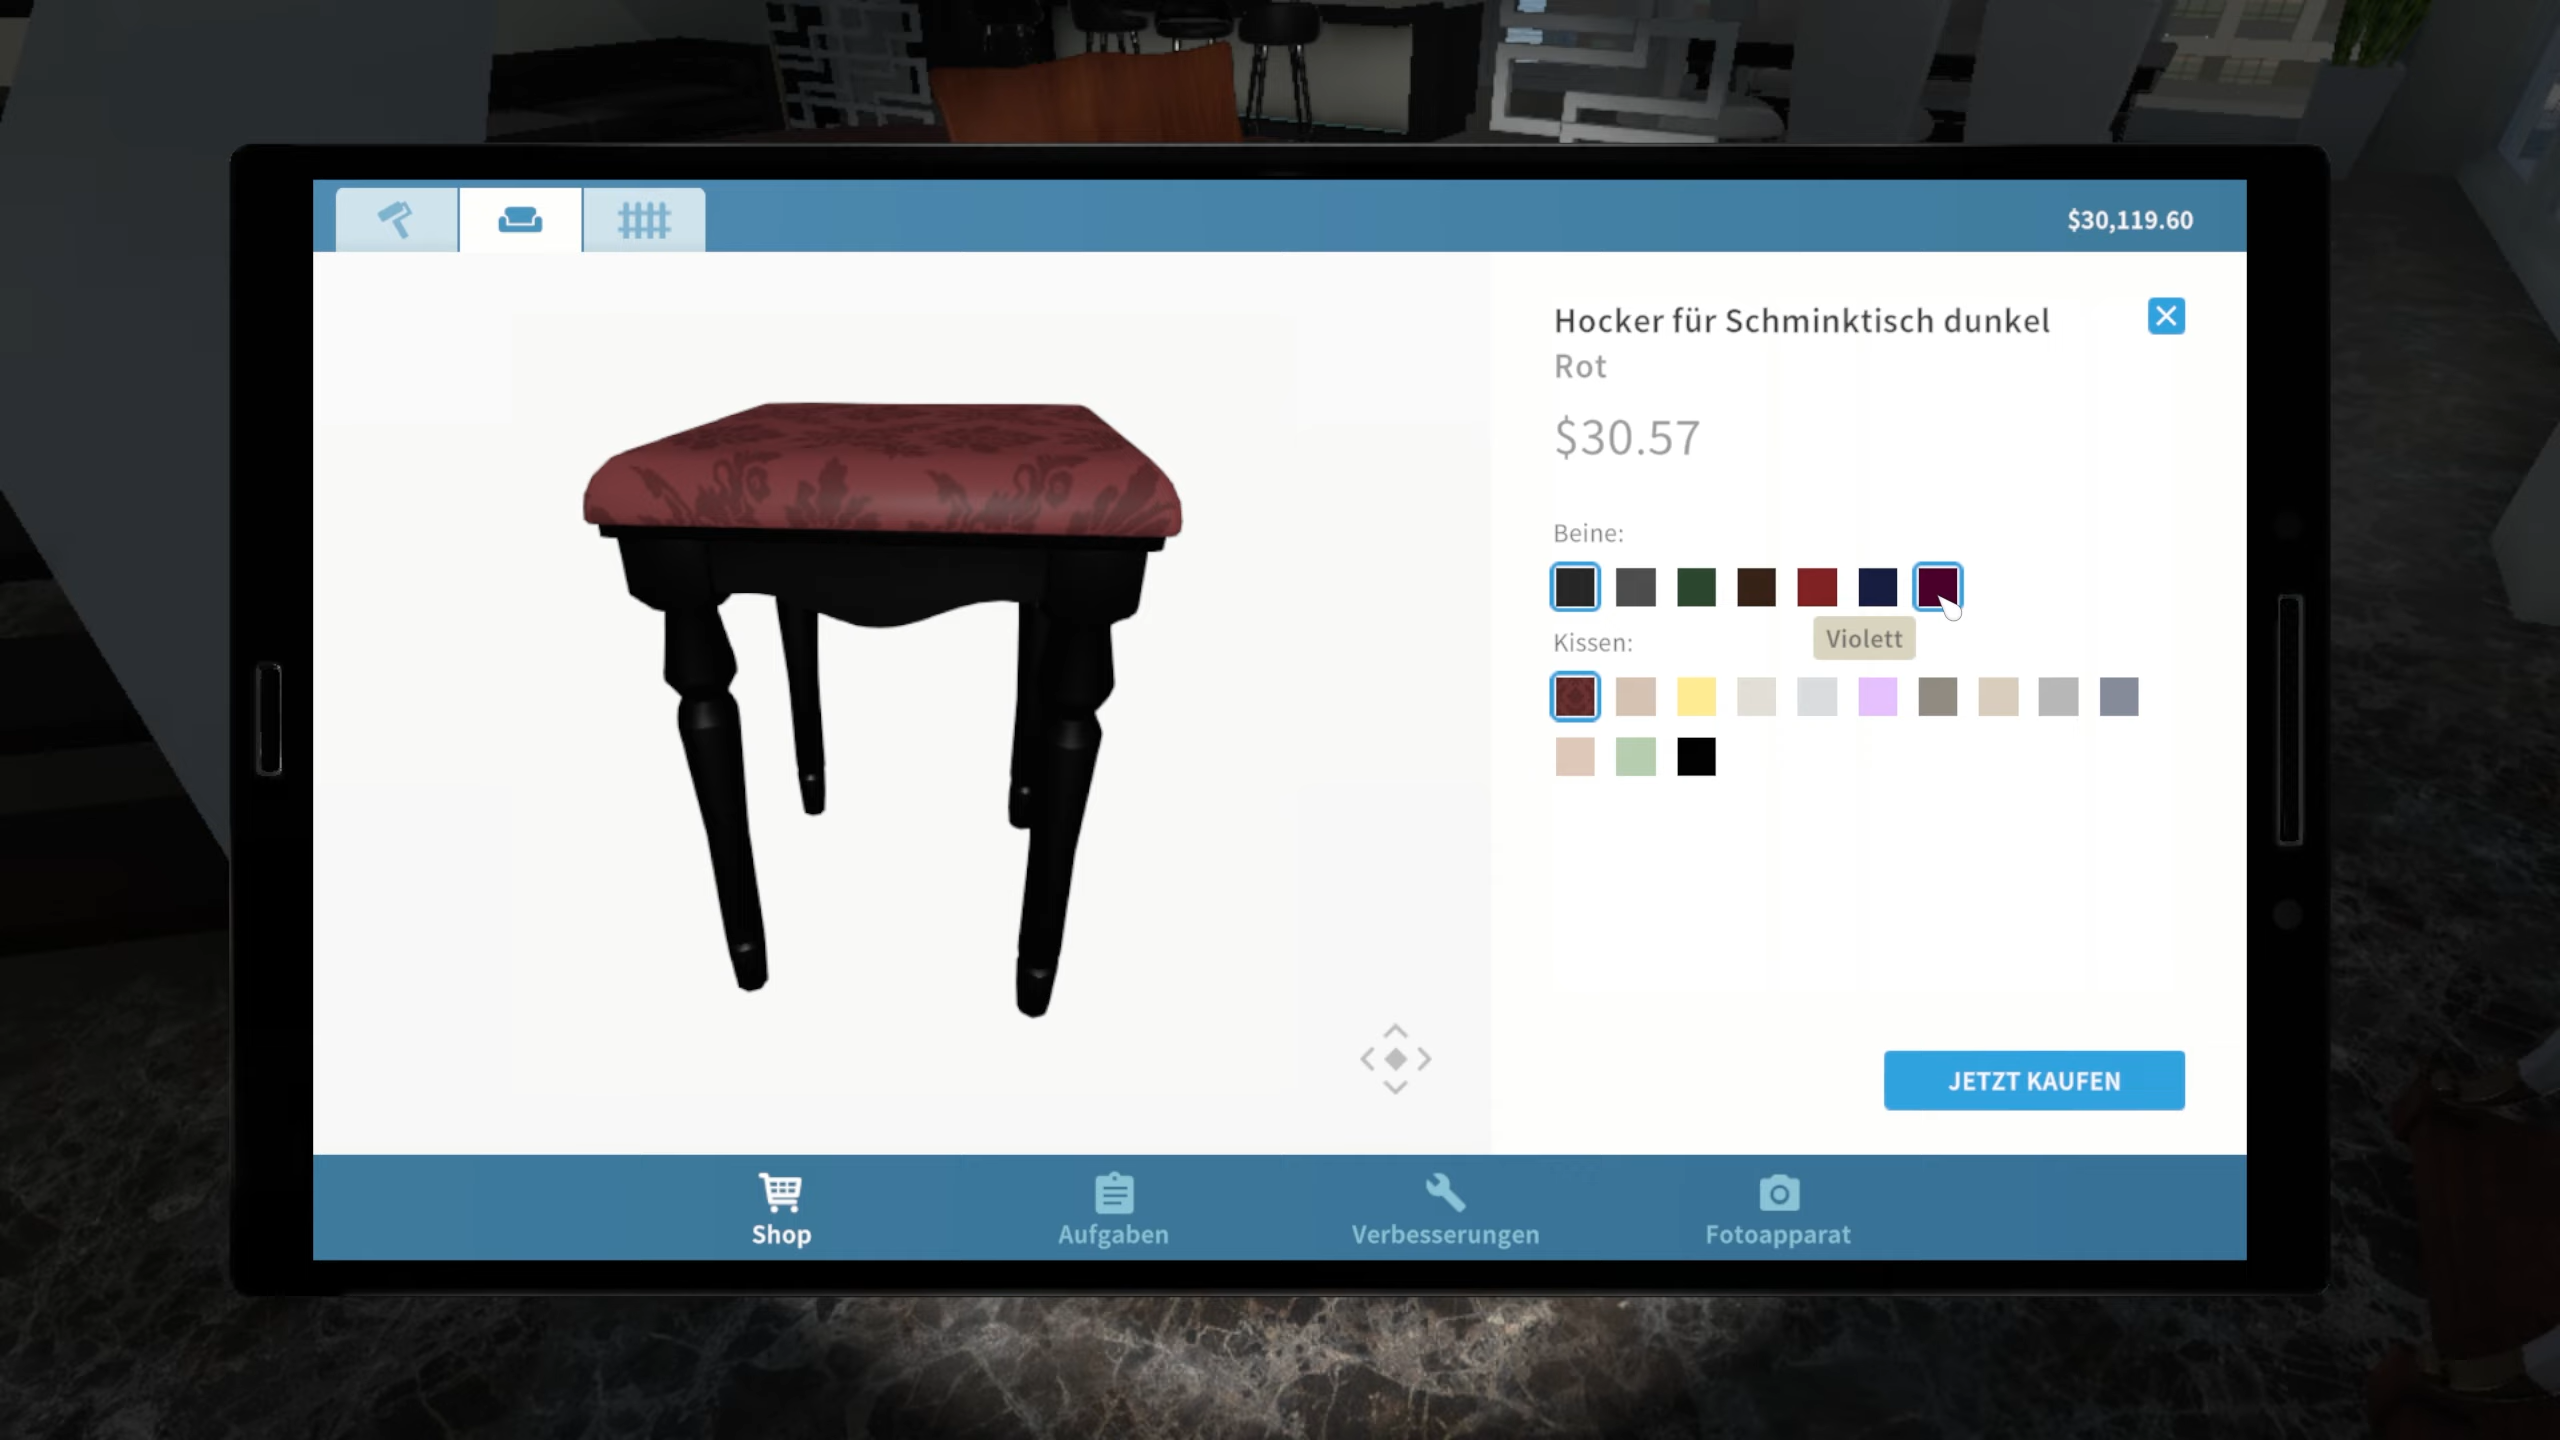 $30,119.60
Hocker für Schminktisch dunkel
Rot
$30.57
Beine:
Violett
Kissen:
JETZT KAUFEN
Shop
Aufgaben
Verbesserungen
Fotoapparat